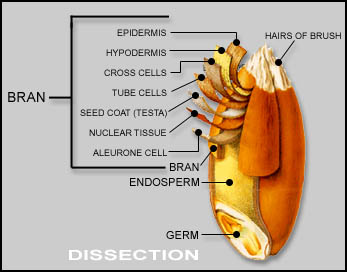 EPIDERMIS
HAIRS OF BRUSH
HYPODERMIS
CROSS CELLS
TUBE CELLS
BRAN
SEED COAT (TESTA)
NUCLEAR TISSUE
ALEURONE CELL
BRAN
ENDOSPERM
GERM
DISSECTION